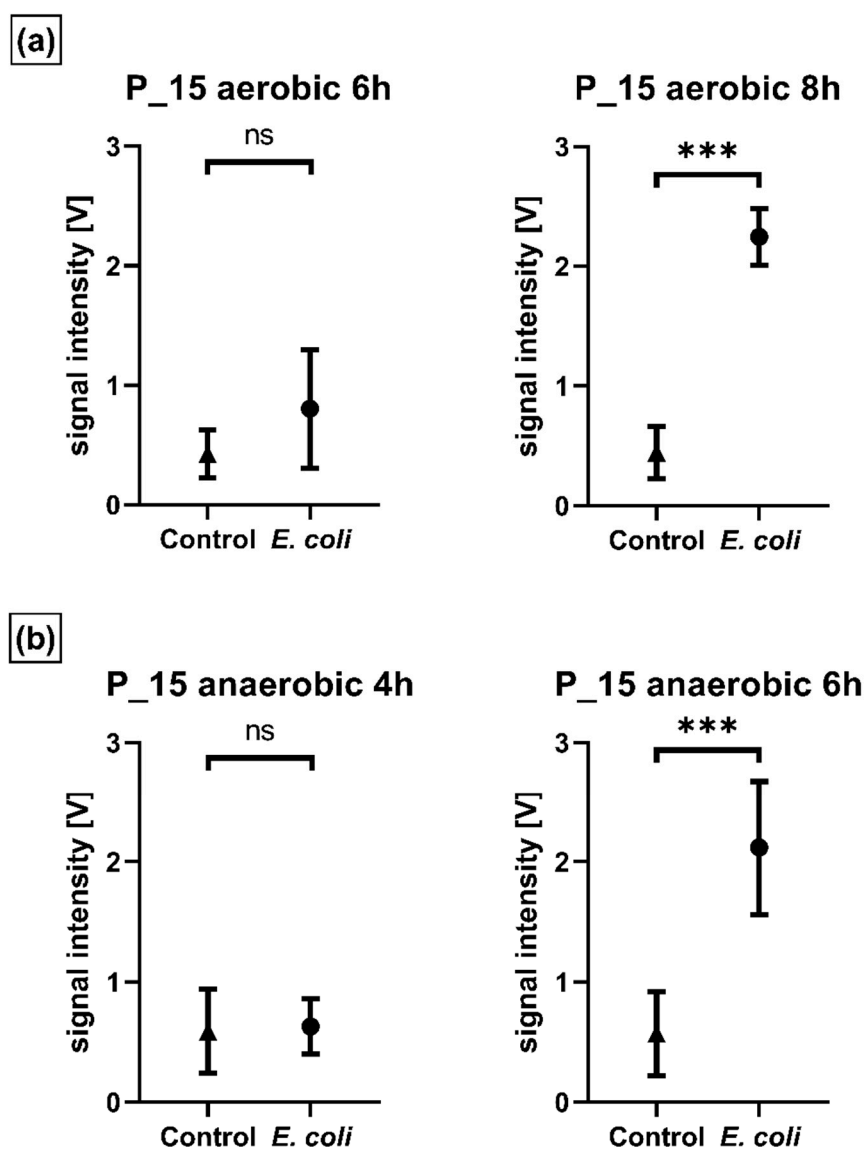 (a)
P_15 aerobic 6h
P_15 aerobic 8h
ns
***
3
2
1
0
signal intensity [V]
3
2
1
0
signal intensity [V]
Control E. coli
Control E. coli
(b)
P_15 anaerobic 4h
P_15 anaerobic 6h
ns
***
3
2
1
0
signal intensity [V]
3
2
1
0
signal intensity [V]
Control E. coli
Control E. coli